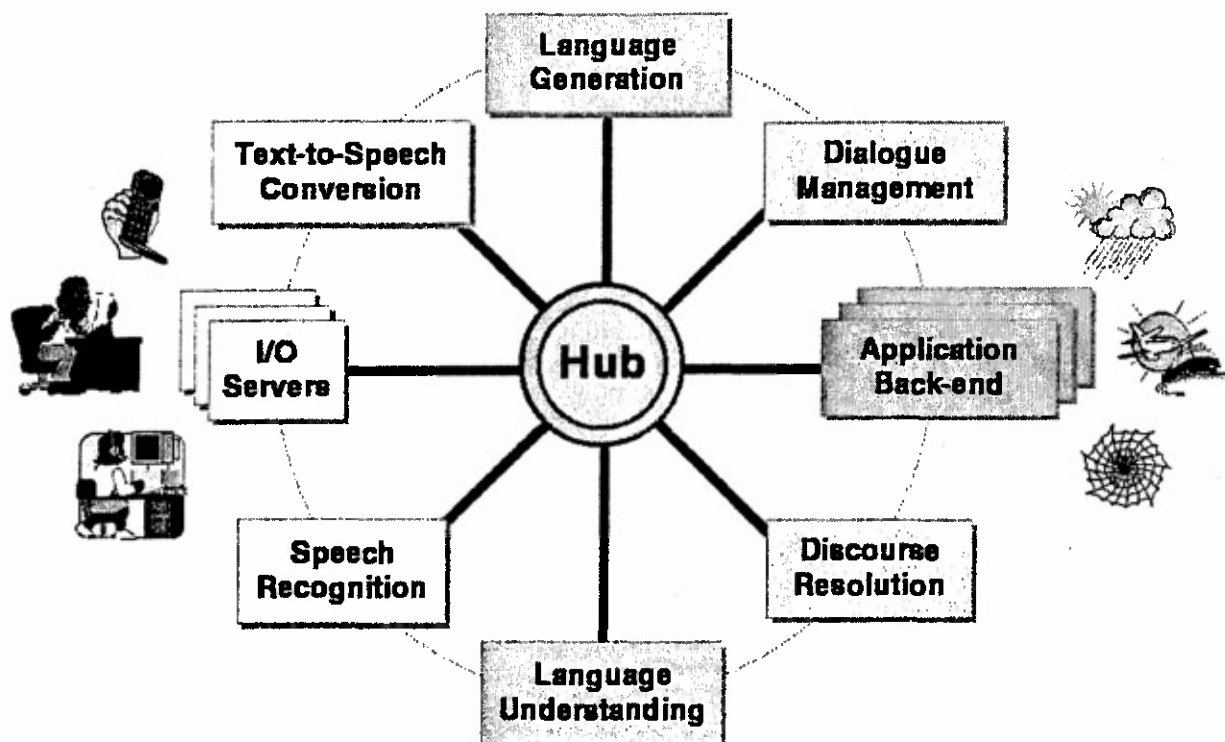 Language
Generation
Text-to-Speech
Conversion
Dialogue
Management
I/O
Servers
Hub
Application
Back-end
Speech
Recognition
Discourse
Resolution
Language
Understanding